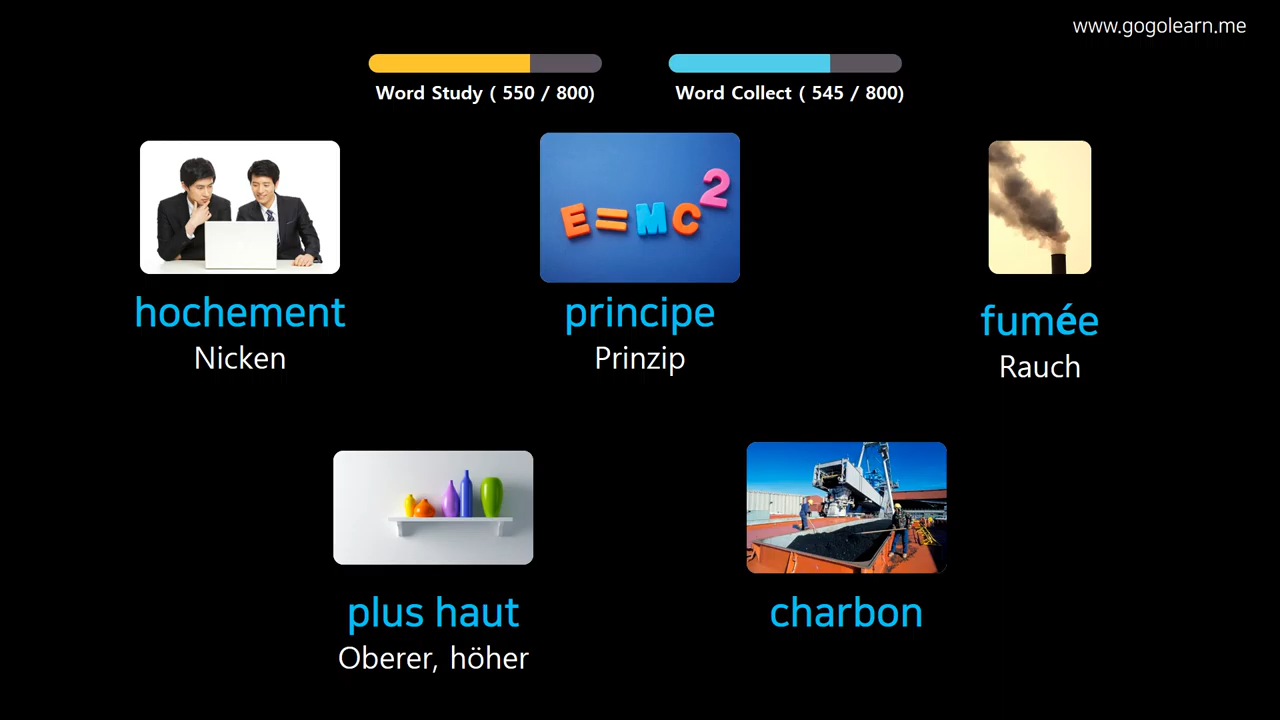 www.gogolearn.me
Word Study ( 550 / 800)
Word Collect ( 545 / 800)
E=MC2
hochement
Nicken
principe
Prinzip
fumée
Rauch
plus haut
Oberer, höher
charbon